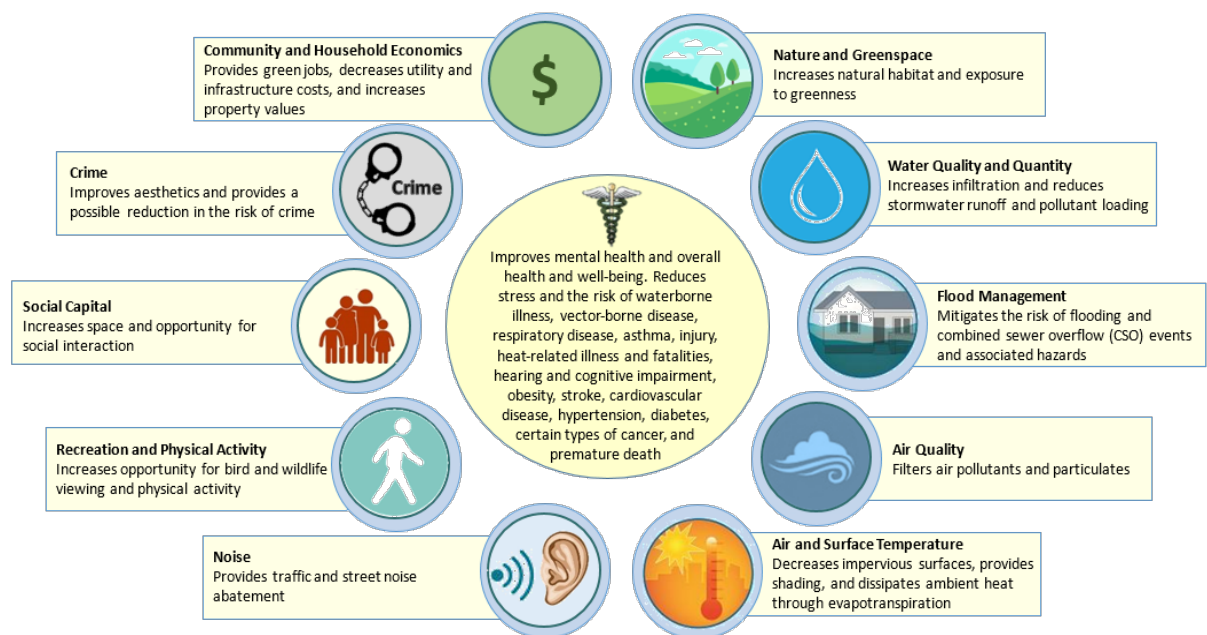 Community and Household Economics
Provides green jobs, decreases utility and
infrastructure costs, and increases
property values
$
Nature and Greenspace
Increases natural habitat and exposure
to greenness
Crime
Improves aesthetics and provides a
possible reduction in the risk of crime
Crime
Water Quality and Quantity
Increases infiltration and reduces
stormwater runoff and pollutant loading
Social Capital
Increases space and opportunity for
social interaction
Improves mental health and overall
health and well-being. Reduces
stress and the risk of waterborne
illness, vector-borne disease,
respiratory disease, asthma, injury,
heat-related illness and fatalities,
hearing and cognitive impairment,
obesity, stroke, cardiovascular
disease, hypertension, diabetes,
certain types of cancer, and
premature death
Flood Management
Mitigates the risk of flooding and
combined sewer overflow (CSO) events
and associated hazards
Recreation and Physical Activity
Increases opportunity for bird and wildlife
viewing and physical activity
Air Quality
Filters air pollutants and particulates
Noise
Provides traffic and street noise
abatement
Air and Surface Temperature
Decreases impervious surfaces, provides
shading, and dissipates ambient heat
through evapotranspiration